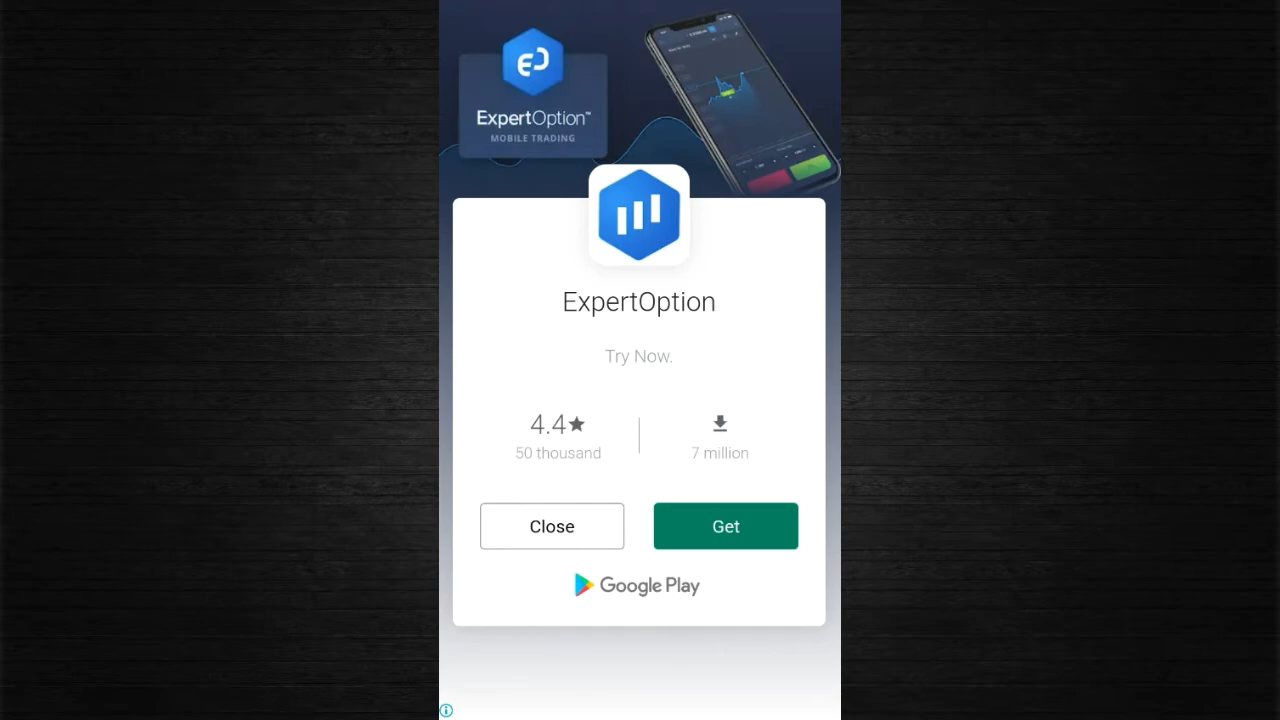 ExpertOption™
MOBILE TRADING
ExpertOption
Try Now.
4.4★
50 thousand
7 million
Close
Get
Google Play